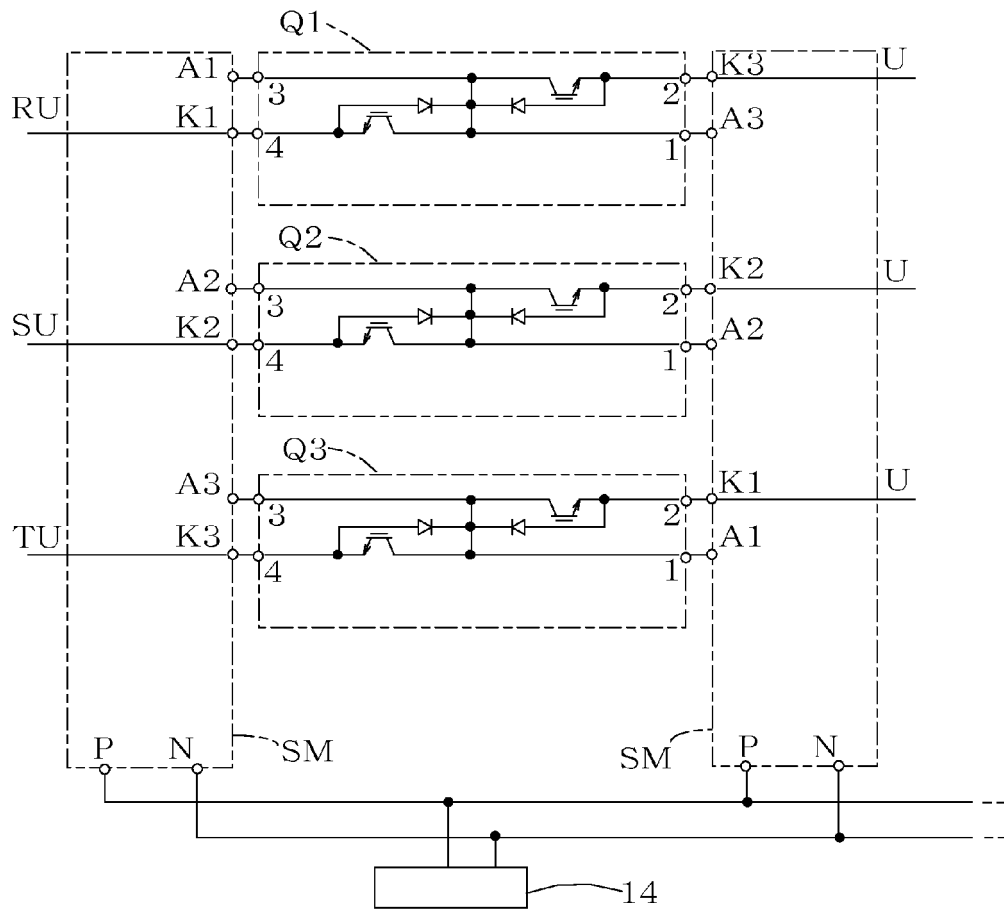 Q1
A1 3 2 K3 U
RU K1 4 1 A3
Q2
A2 3 2 K2 U
SU K2 4 1 A2
Q3
A3 3 2 K1 U
TU K3 4 1 A1
P N SM SM P N
14